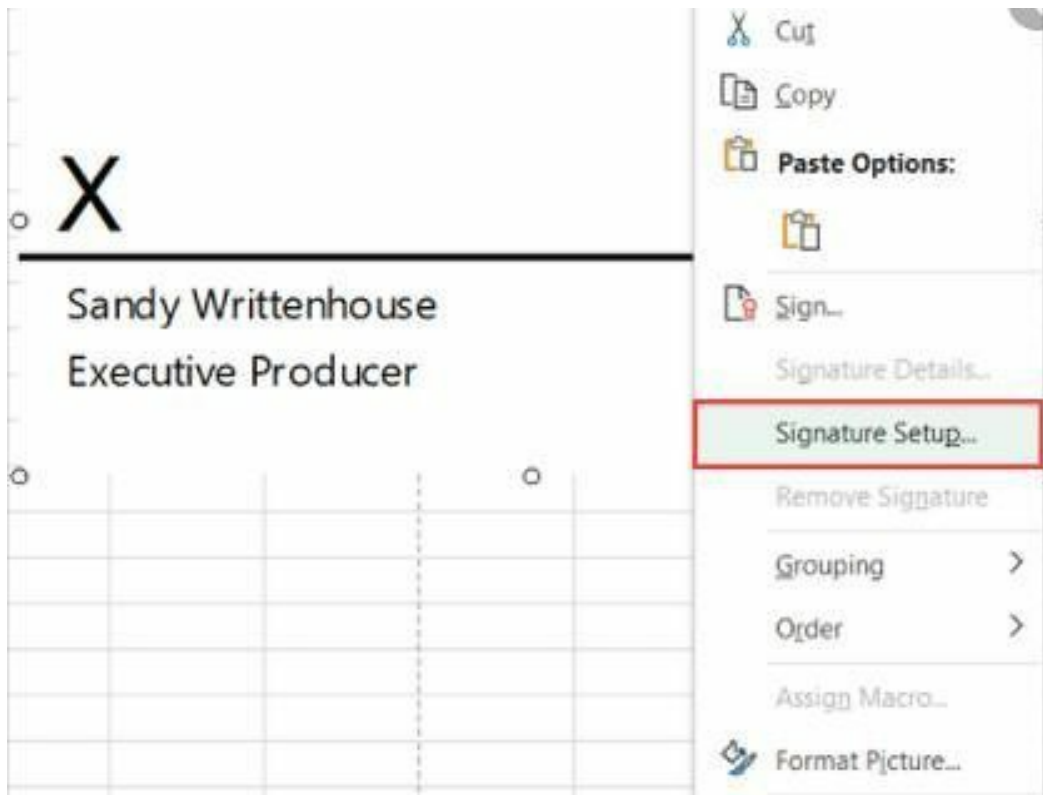 X
Sandy Writtenhouse
Executive Producer
Cut
Copy
Paste Options:
Sign...
Signature Details...
Signature Setup...
Remove Signature
Grouping
Order
Assign Macro...
Format Picture...